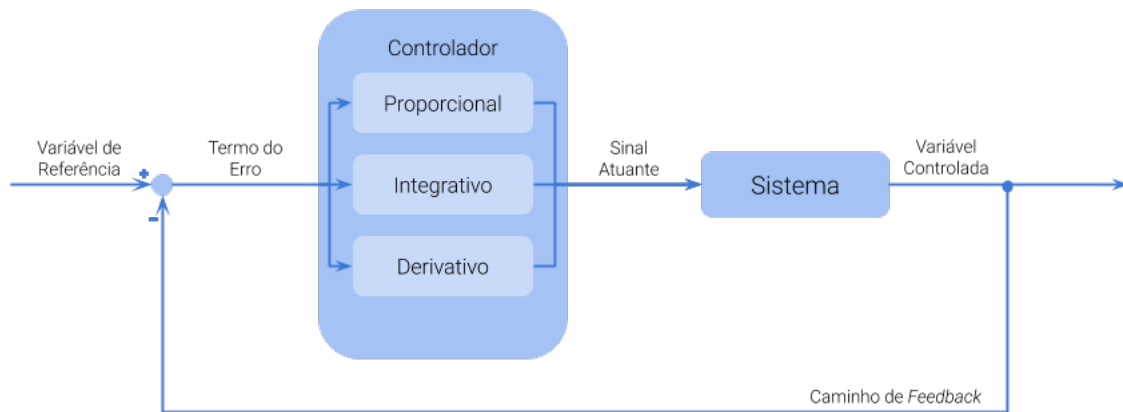 Controlador
Proporcional
Variável de
Referência
Termo do
Erro
Integrativo
Sinal
Atuante
Sistema
Variável
Controlada
+
-
Derivativo
Caminho de Feedback